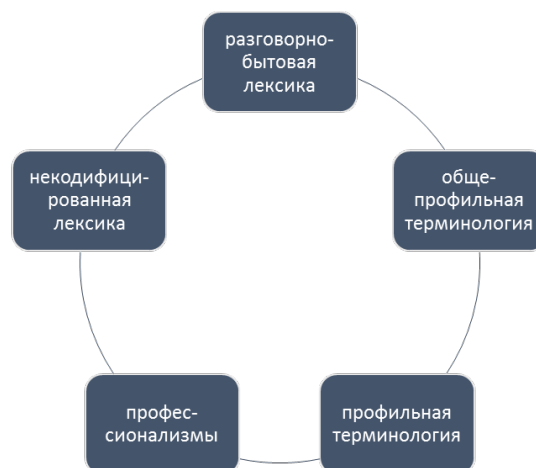 разговорно-
бытовая
лексика
некодифици-
рованная
лексика
обще-
профильная
терминология
профес-
сионализмы
профильная
терминология